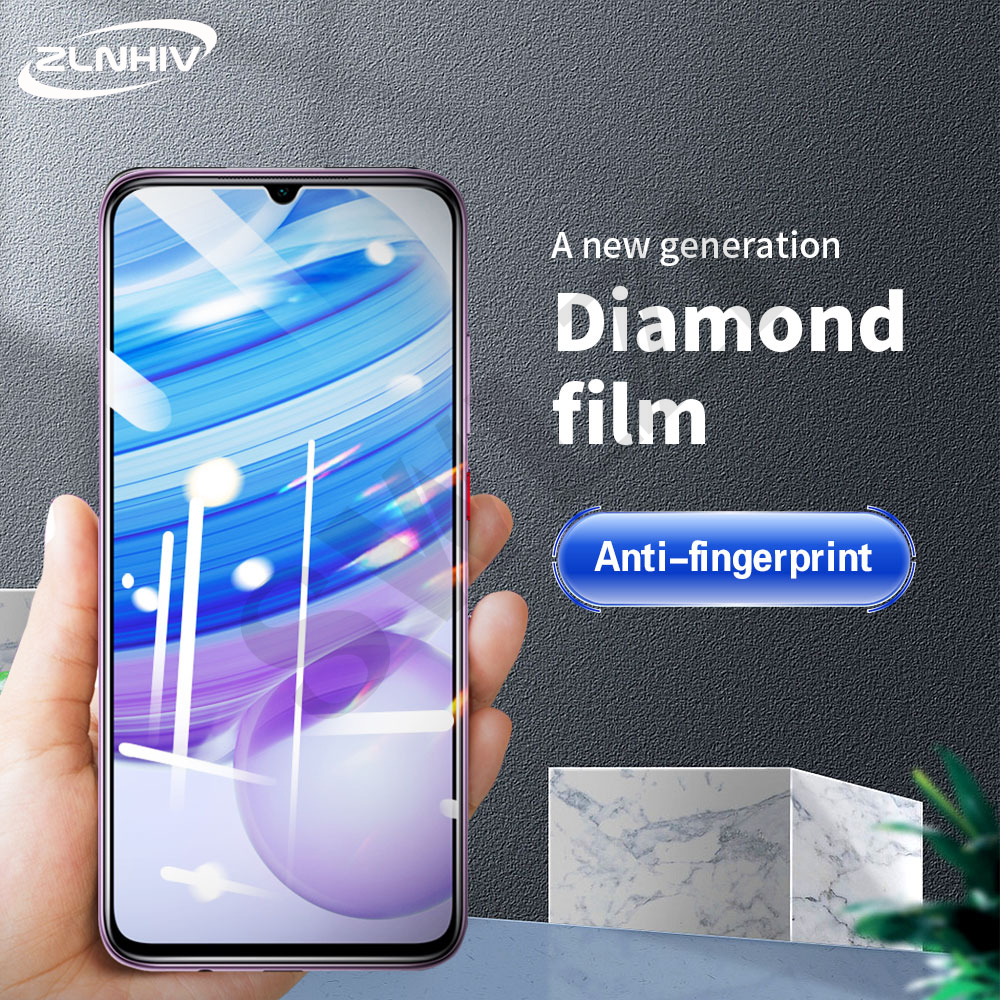 ZLNHIV
A new generation
Diamond
film
Anti-fingerprint